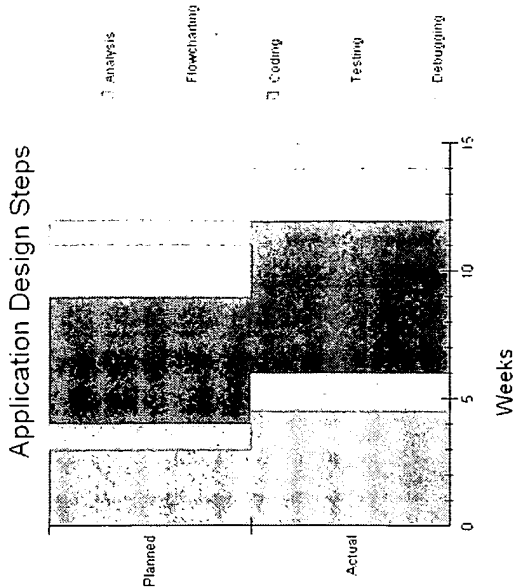 Application Design Steps
Planned
Actual
0
5
10
15
Weeks
Analysis
Flowcharting
Coding
Testing
Debugging